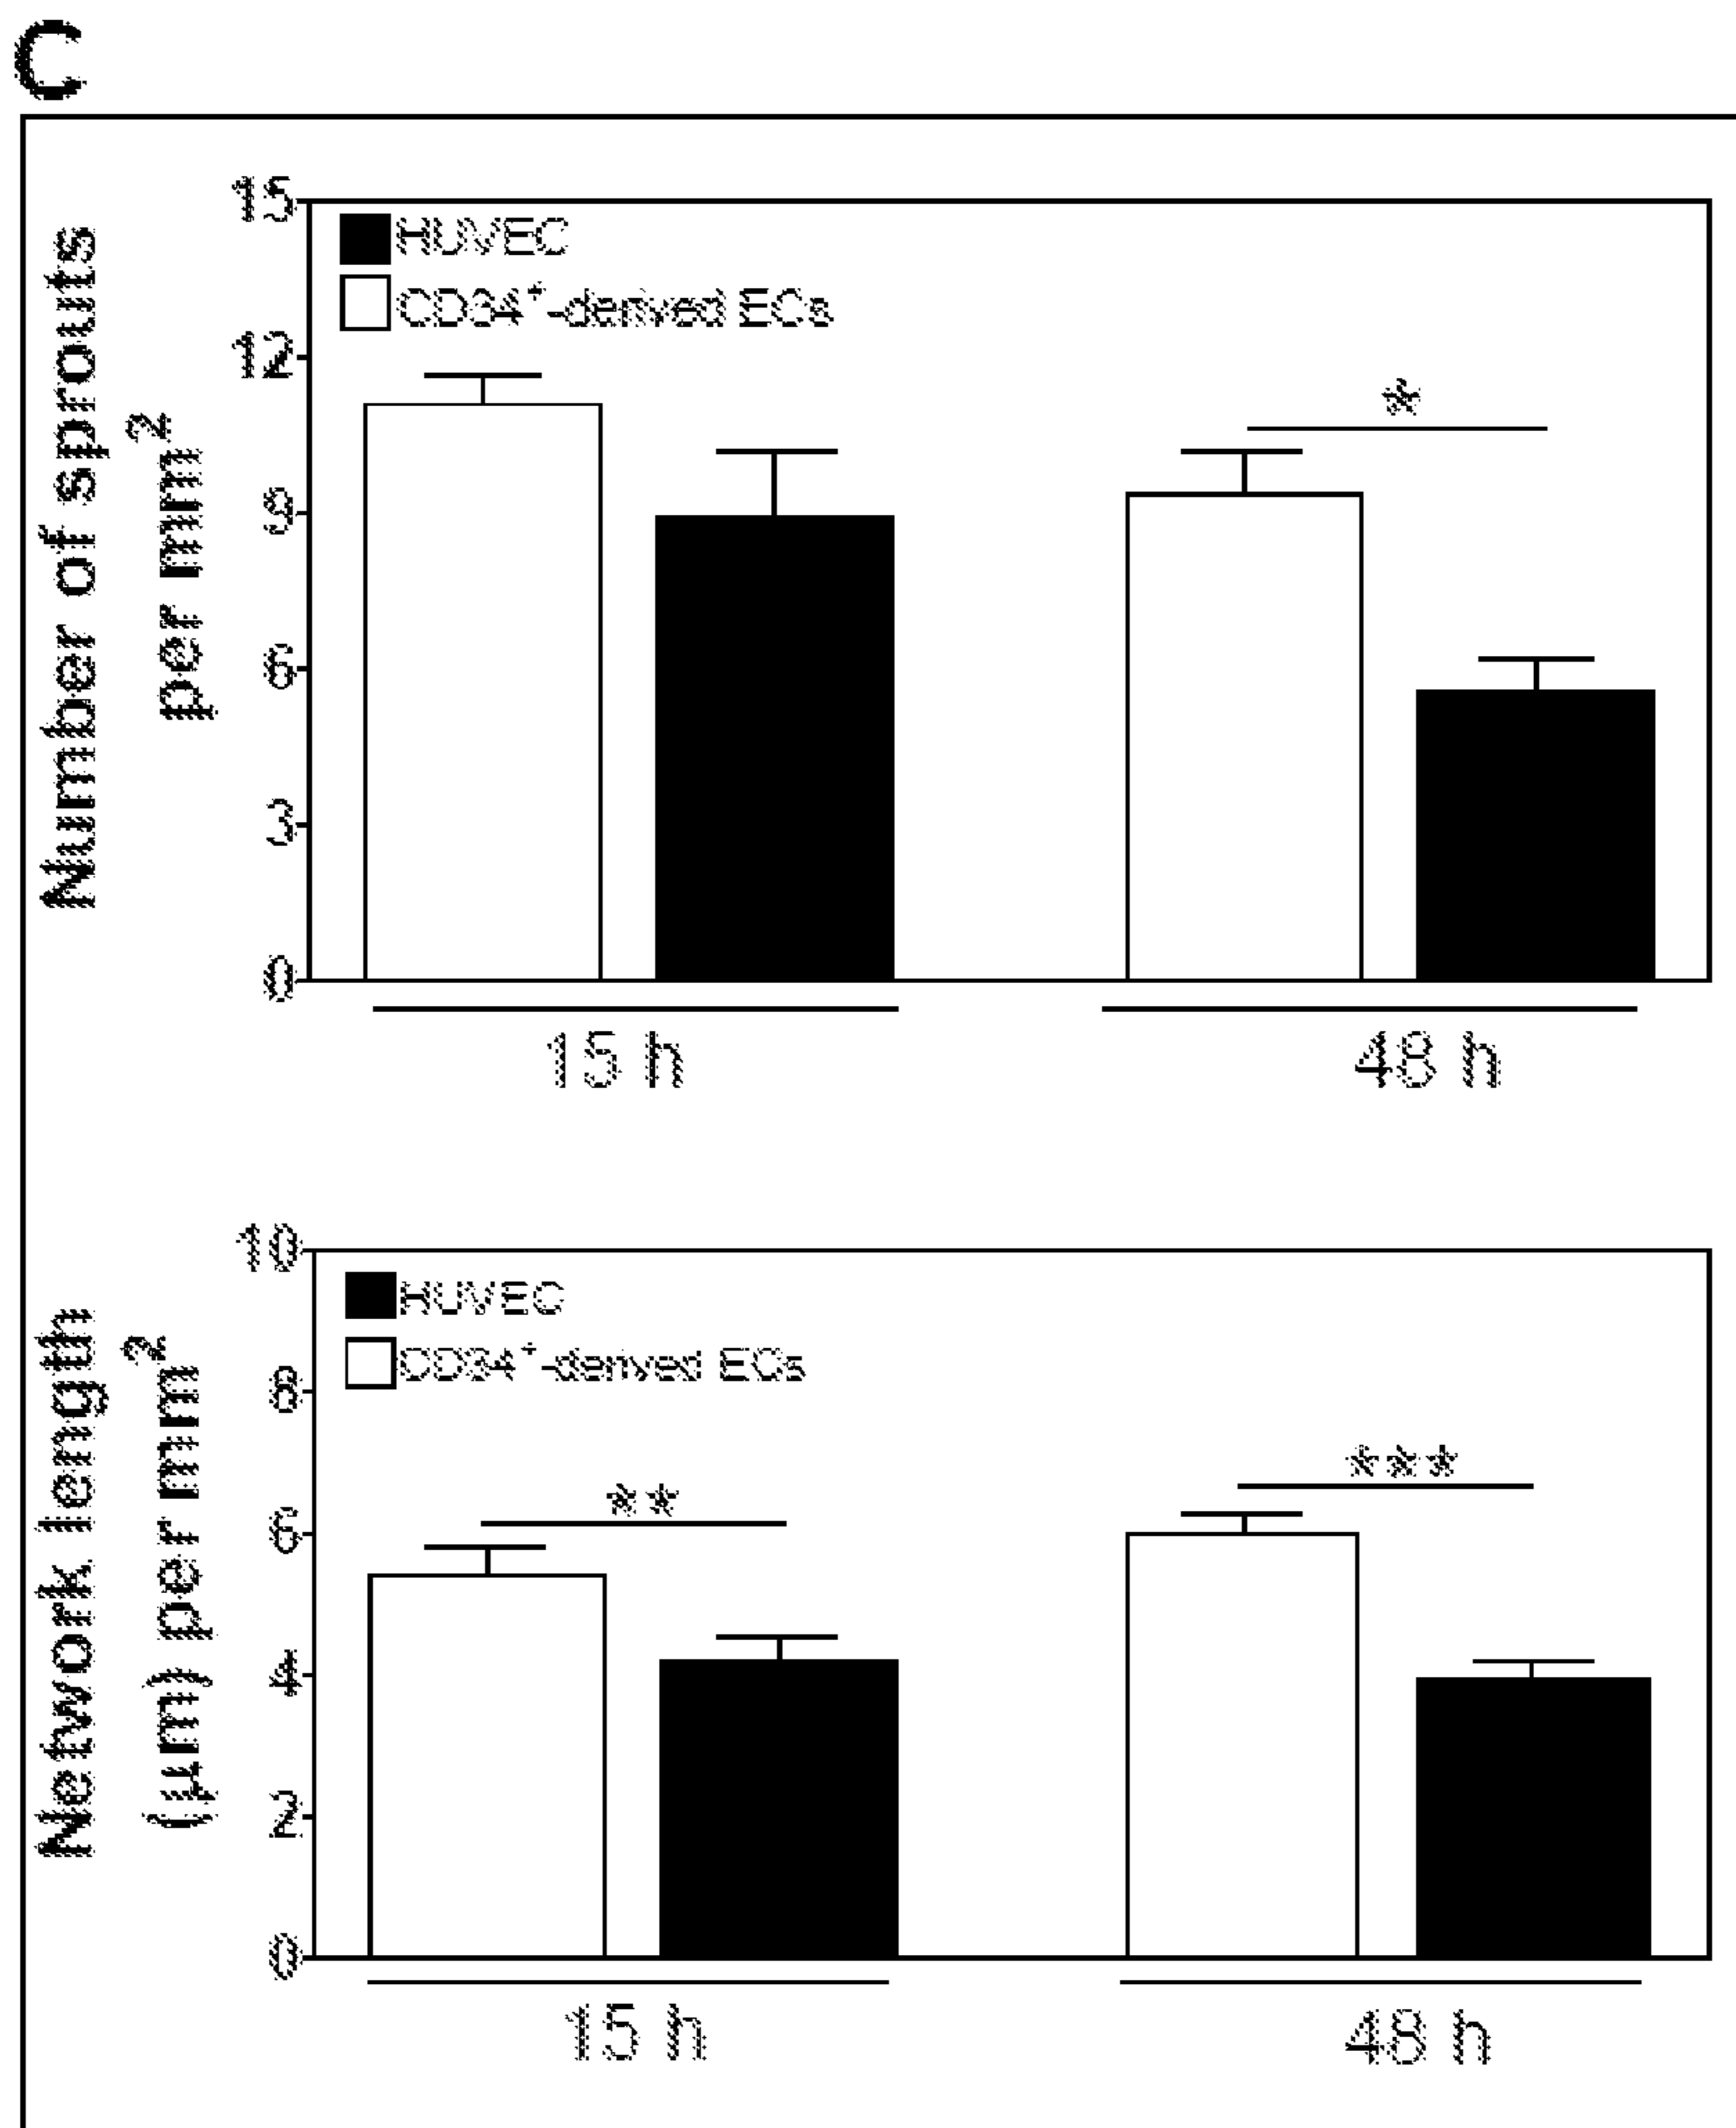 C
Number of sprouts
per mm²
15
12
9
6
3
0
HUVEC
CD34⁺-derived ECs
*
15 h
48 h
Network length
(µm) per mm²
10
8
6
4
2
0
HUVEC
CD34⁺-derived ECs
**
***
15 h
48 h